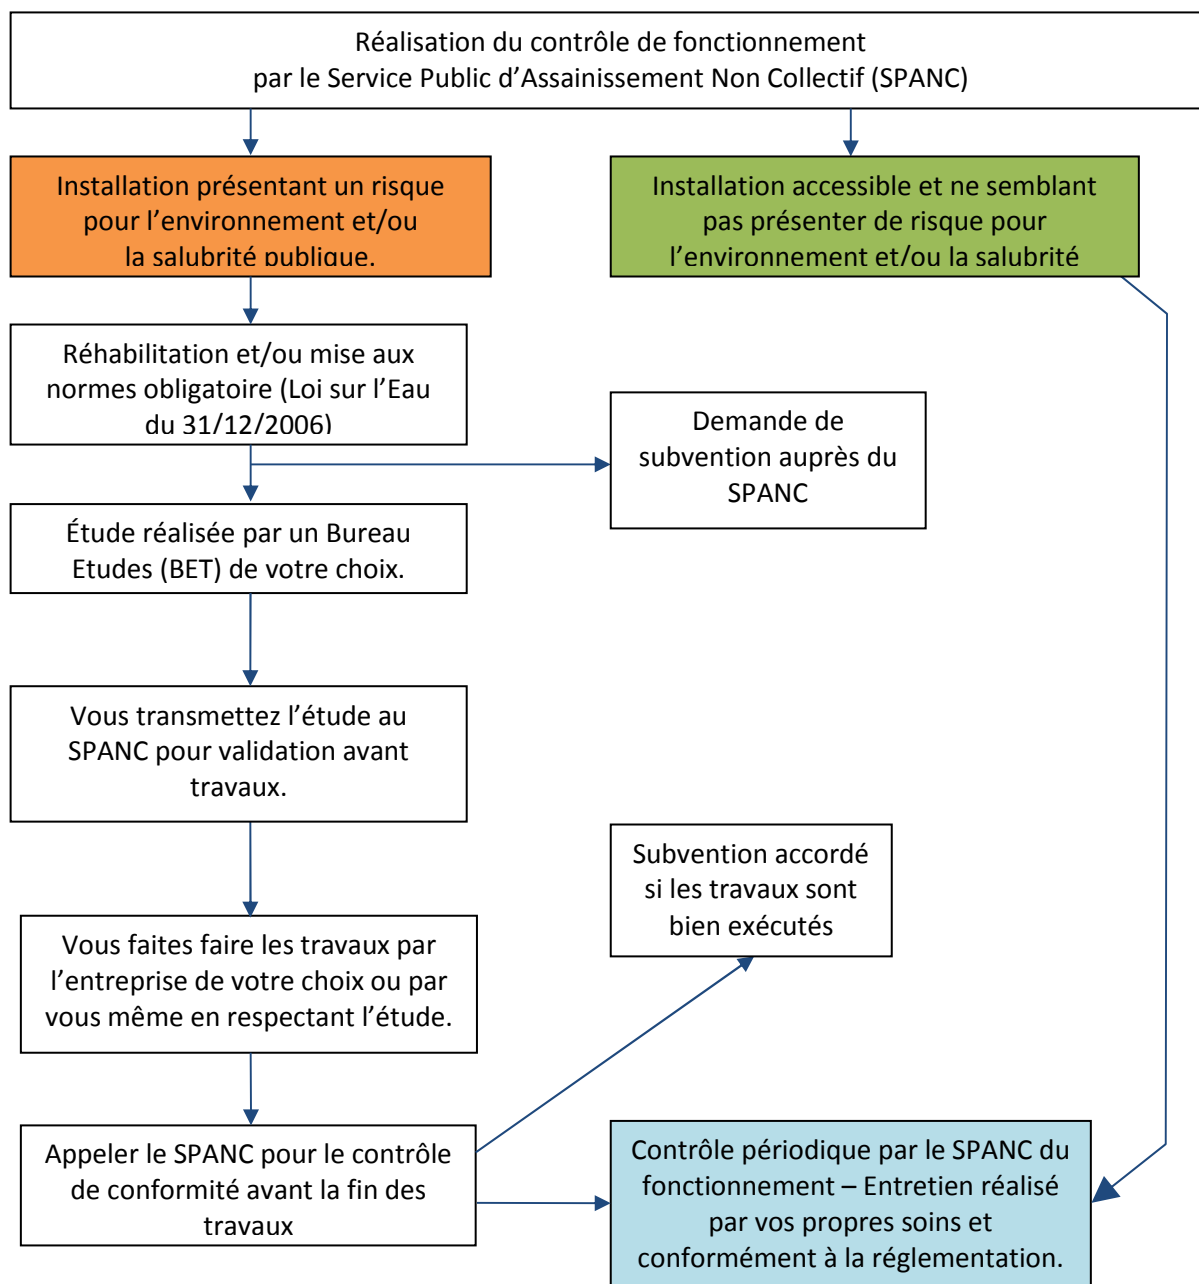 Réalisation du contrôle de fonctionnement
par le Service Public d’Assainissement Non Collectif (SPANC)
Installation présentant un risque
pour l’environnement et/ou
la salubrité publique.
Installation accessible et ne semblant
pas présenter de risque pour
l’environnement et/ou la salubrité
Réhabilitation et/ou mise aux
normes obligatoire (Loi sur l’Eau
du 31/12/2006)
Demande de
subvention auprès du
SPANC
Étude réalisée par un Bureau
Etudes (BET) de votre choix.
Vous transmettez l’étude au
SPANC pour validation avant
travaux.
Subvention accordé
si les travaux sont
bien exécutés
Vous faites faire les travaux par
l’entreprise de votre choix ou par
vous même en respectant l’étude.
Appeler le SPANC pour le contrôle
de conformité avant la fin des
travaux
Contrôle périodique par le SPANC du
fonctionnement – Entretien réalisé
par vos propres soins et
conformément à la réglementation.